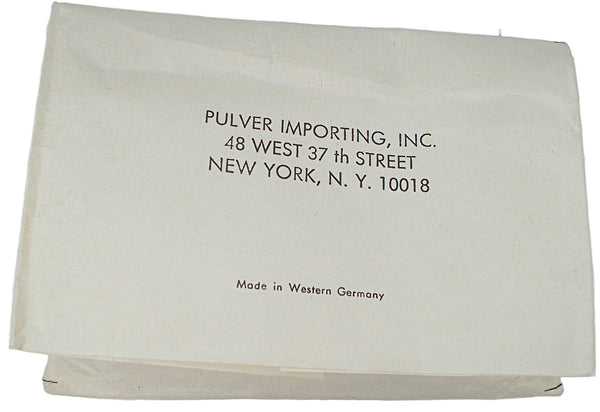 PULVER IMPORTING, INC.
48 WEST 37 th STREET
NEW YORK, N. Y. 10018
Made in Western Germany